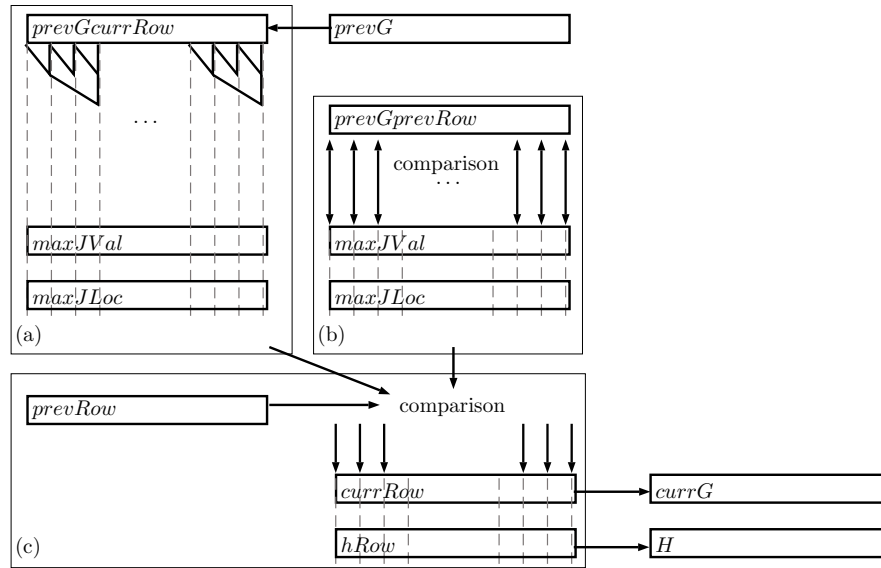 prevGcurrRow
prevG
...
maxJVal
maxJLoc
(a)
prevGprevRow
comparison
...
maxJVal
maxJLoc
(b)
prevRow
comparison
currRow
currG
hRow
H
(c)